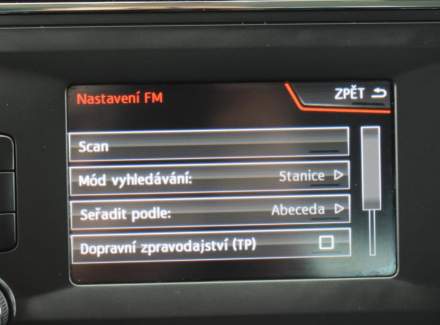 Nastavení FM
ZPĚT
Scan
Mód vyhledávání: Stanice
Seřadit podle: Abeceda
Dopravní zpravodajství (TP)